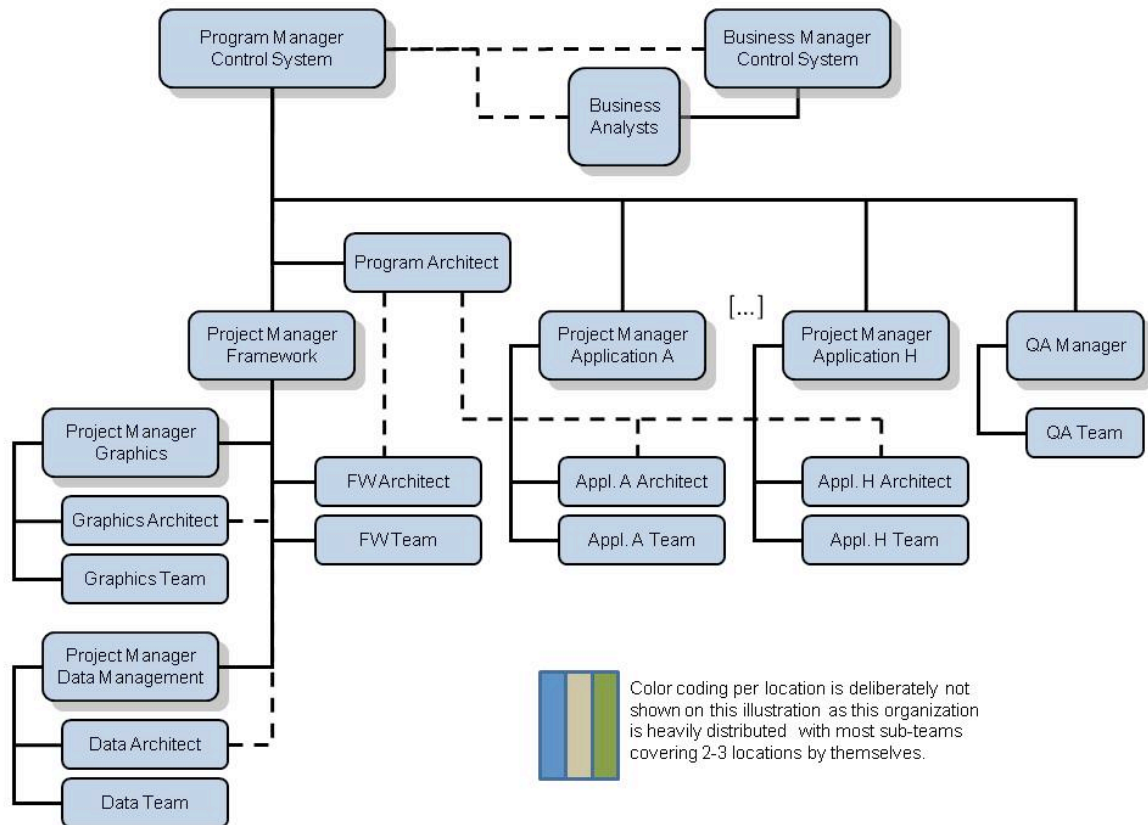 Program Manager
Control System
Business Manager
Control System
Business
Analysts
Program Architect
[...]
Project Manager
Framework
Project Manager
Application A
Project Manager
Application H
QA Manager
Project Manager
Graphics
QA Team
FW Architect
Appl. A Architect
Appl. H Architect
Graphics Architect
FW Team
Appl. A Team
Appl. H Team
Graphics Team
Project Manager
Data Management
Data Architect
Data Team
Color coding per location is deliberately not
shown on this illustration as this organization
is heavily distributed with most sub-teams
covering 2-3 locations by themselves.